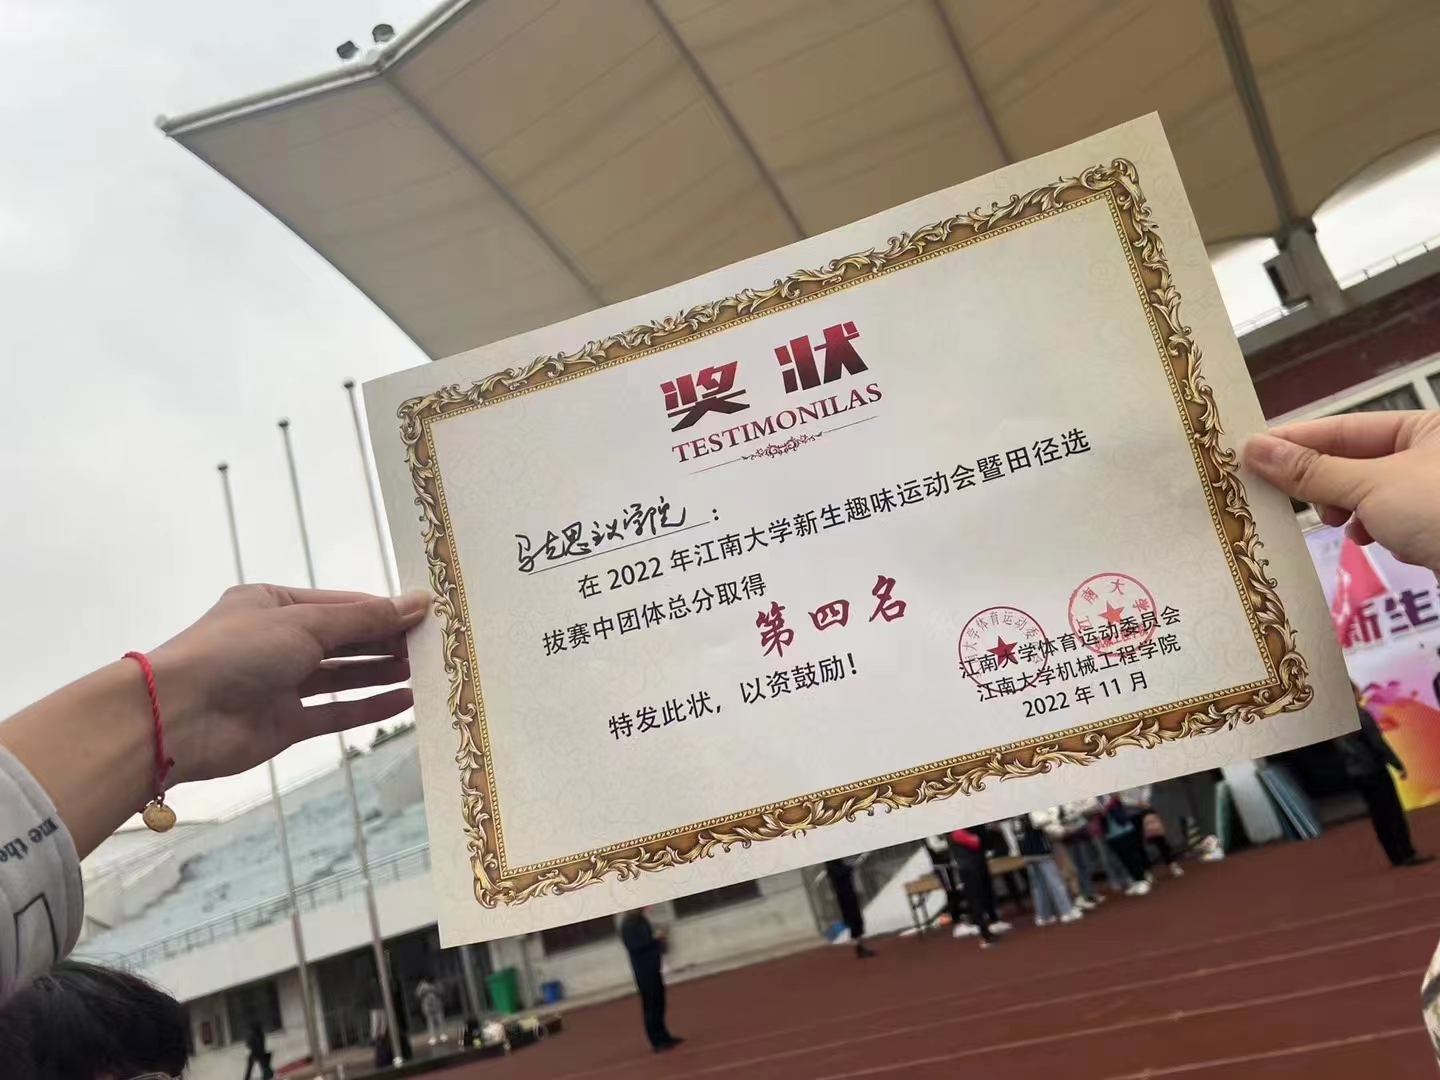 奖状
TESTIMONILAS
马克思主义学院：
在 2022 年江南大学新生趣味运动会暨田径选
拔赛中团体总分取得
第四名
特发此状，以资鼓励！
江南大学体育运动委员会
江南大学机械工程学院
2022 年 11 月
新生